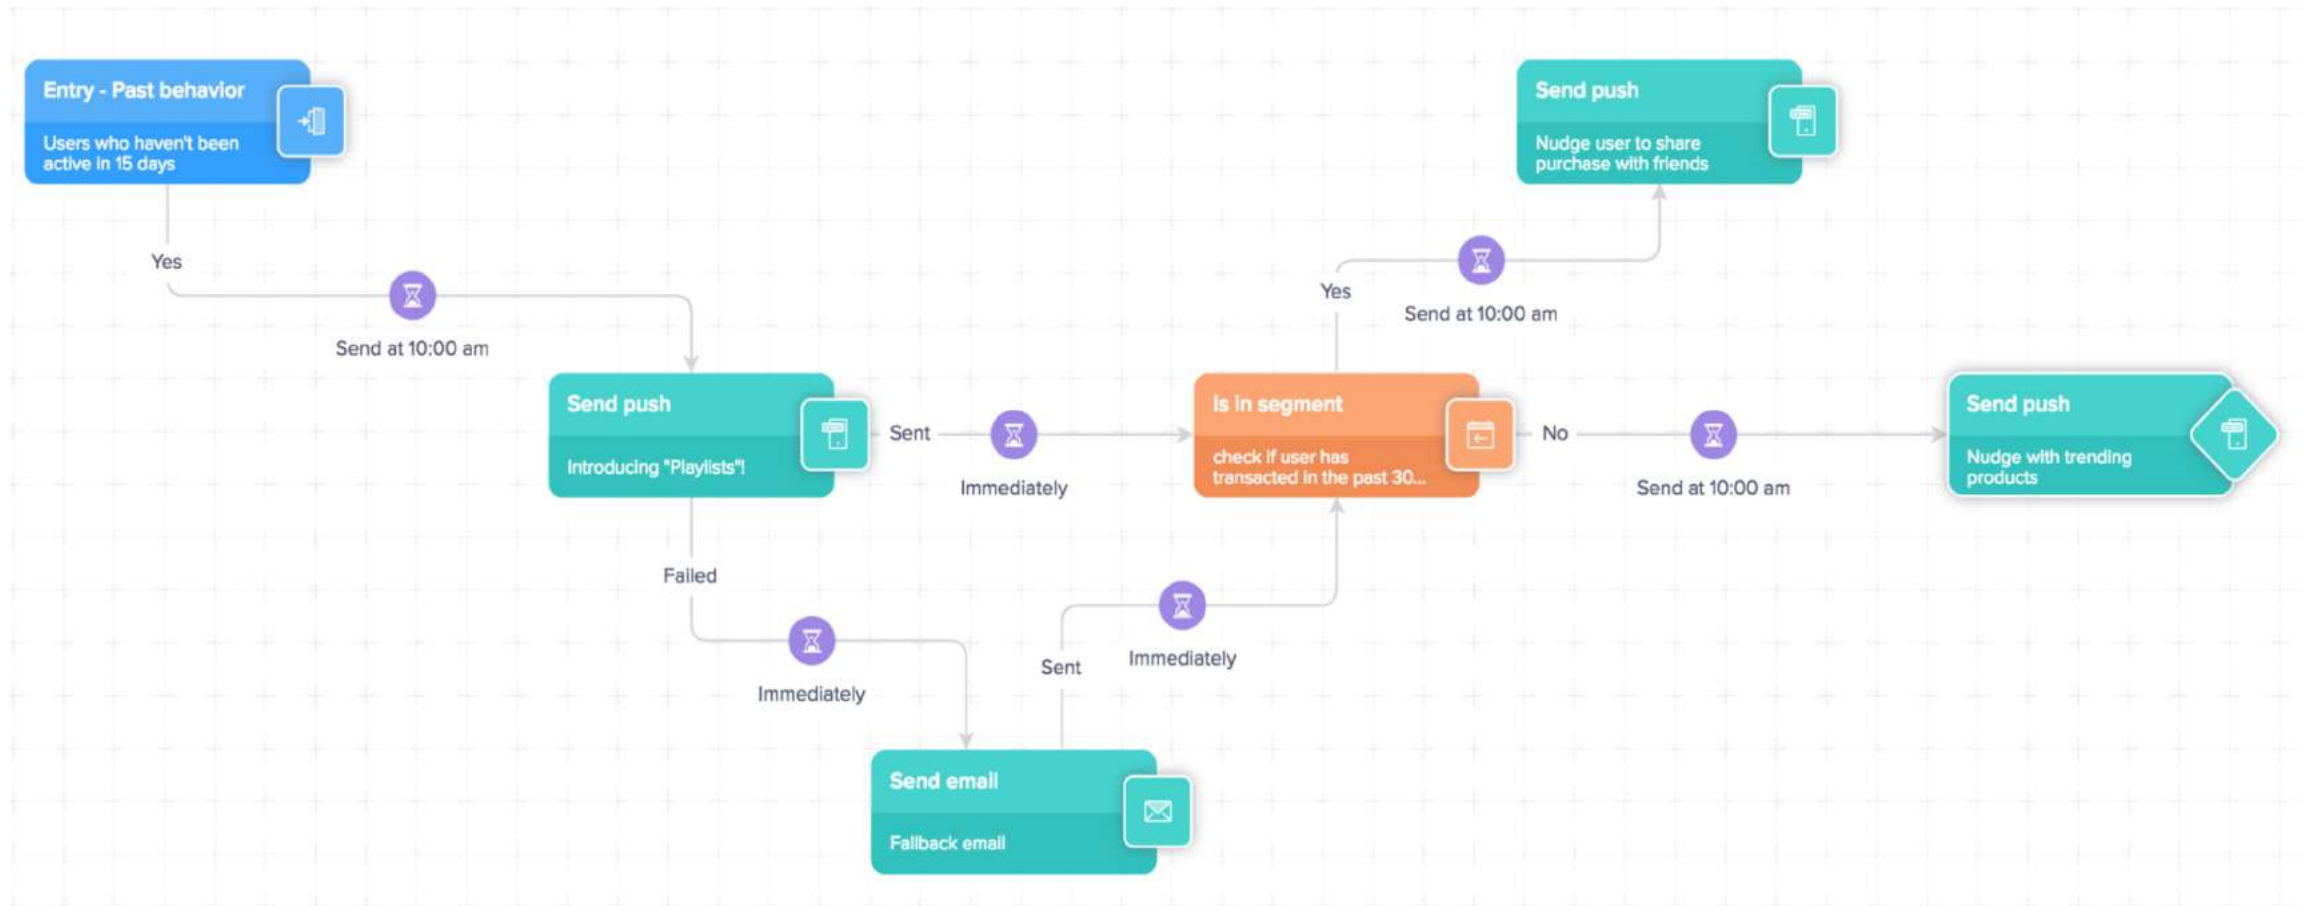 Entry - Past behavior
Users who haven't been
active in 15 days
Yes
Send at 10:00 am
Send push
Introducing "Playlists"!
Sent
Immediately
Failed
Immediately
Send email
Fallback email
Sent
Immediately
Is in segment
check if user has
transacted in the past 30...
Yes
Send at 10:00 am
Send push
Nudge user to share
purchase with friends
No
Send at 10:00 am
Send push
Nudge with trending
products